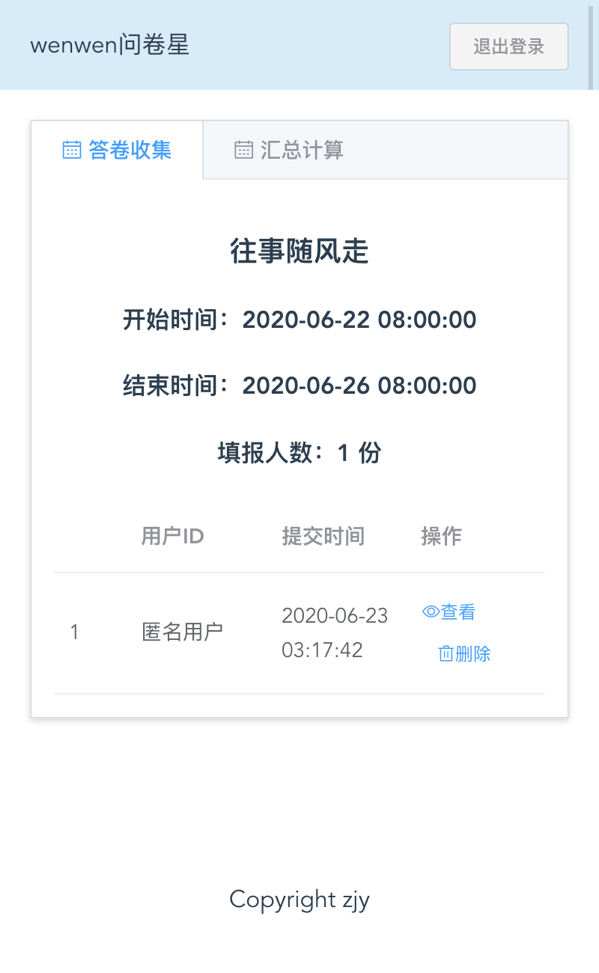 wenwen问卷星
退出登录
答卷收集
汇总计算
往事随风走
开始时间：2020-06-22 08:00:00
结束时间：2020-06-26 08:00:00
填报人数：1 份
用户ID 提交时间 操作
1 匿名用户 2020-06-23 03:17:42 查看 删除
Copyright zjy